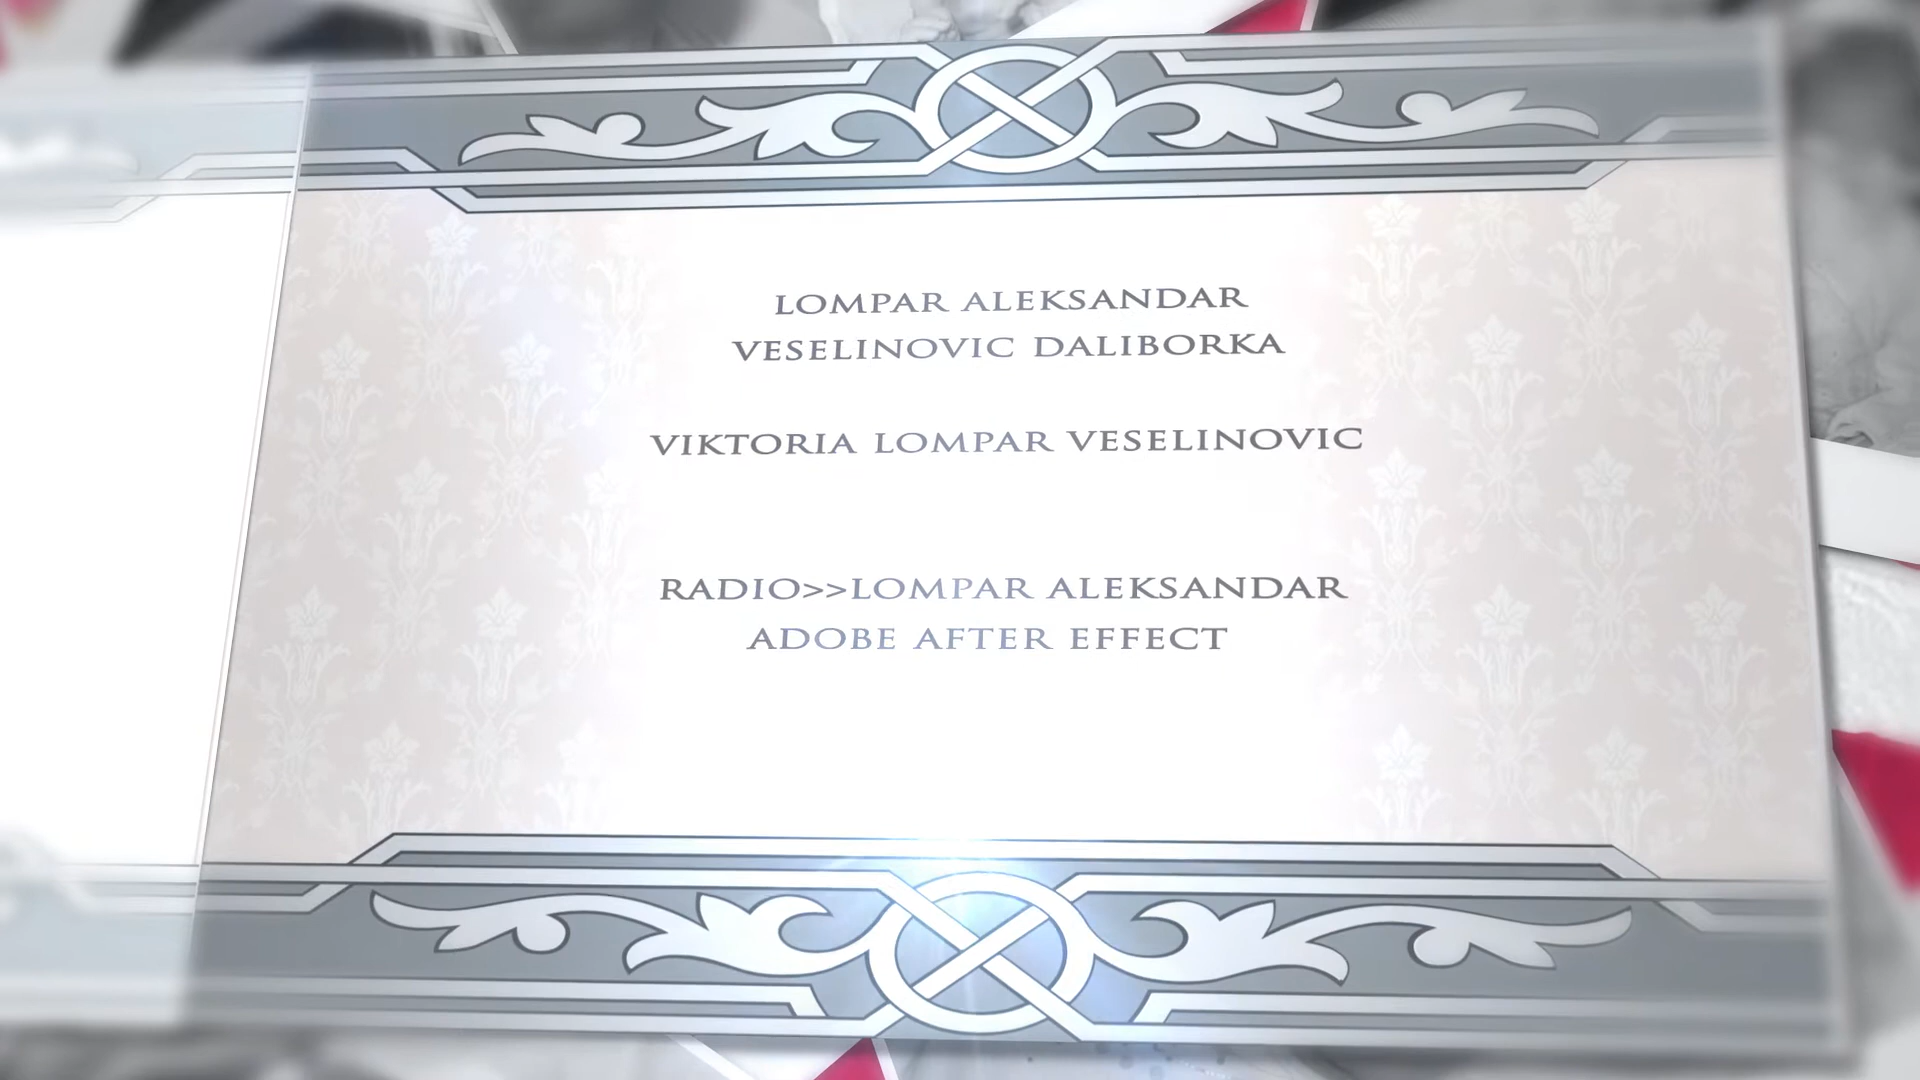 LOMPAR ALEKSANDAR
VESELINOVIC DALIBORKA
VIKTORIA LOMPAR VESELINOVIC
RADIO>>LOMPAR ALEKSANDAR
ADOBE AFTER EFFECT